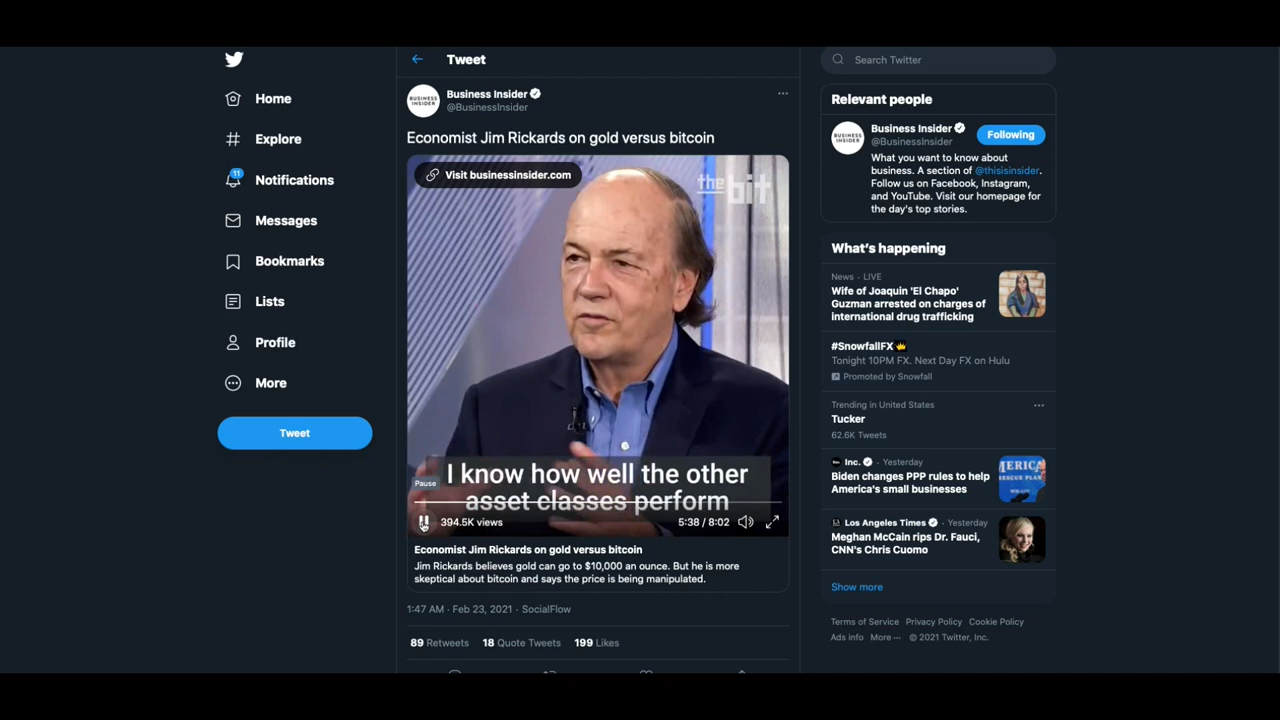 Home
Explore
11
Notifications
Messages
Bookmarks
Lists
Profile
More
Tweet
Tweet
BUSINESS
INSIDER
Business Insider
@BusinessInsider
Economist Jim Rickards on gold versus bitcoin
Visit businessinsider.com
the bit
I know how well the other
asset classes perform
Pause
394.5K views
5:38 / 8:02
Economist Jim Rickards on gold versus bitcoin
Jim Rickards believes gold can go to $10,000 an ounce. But he is more
skeptical about bitcoin and says the price is being manipulated.
1:47 AM · Feb 23, 2021 · SocialFlow
89 Retweets 18 Quote Tweets 199 Likes
Search Twitter
Relevant people
BUSINESS
INSIDER
Business Insider
@BusinessInsider
Following
What you want to know about
business. A section of @thisisinsider.
Follow us on Facebook, Instagram,
and YouTube. Visit our homepage for
the day's top stories.
What's happening
News · LIVE
Wife of Joaquin 'El Chapo'
Guzman arrested on charges of
international drug trafficking
#SnowfallFX
Tonight 10PM FX. Next Day FX on Hulu
Promoted by Snowfall
Trending in United States
Tucker
62.6K Tweets
Inc. · Yesterday
Biden changes PPP rules to help
America's small businesses
Los Angeles Times · Yesterday
Meghan McCain rips Dr. Fauci,
CNN's Chris Cuomo
Show more
Terms of Service Privacy Policy Cookie Policy
Ads info More ··· © 2021 Twitter, Inc.